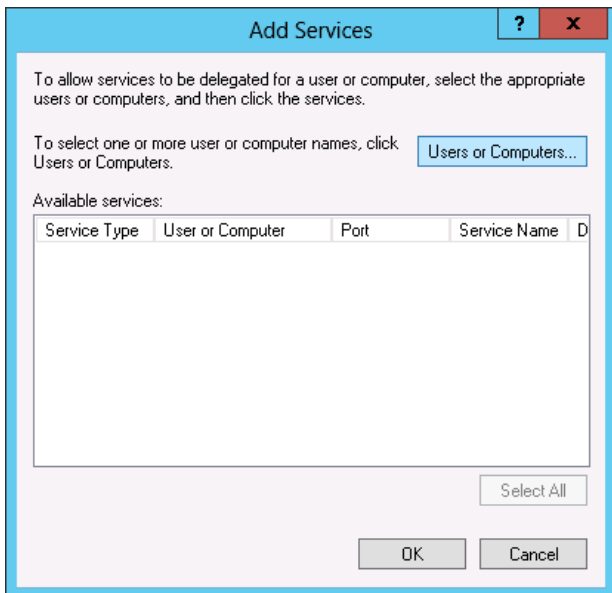 Add Services
?
x
To allow services to be delegated for a user or computer, select the appropriate
users or computers, and then click the services.
To select one or more user or computer names, click
Users or Computers.
Users or Computers...
Available services:
Service Type User or Computer Port Service Name D
Select All
OK Cancel